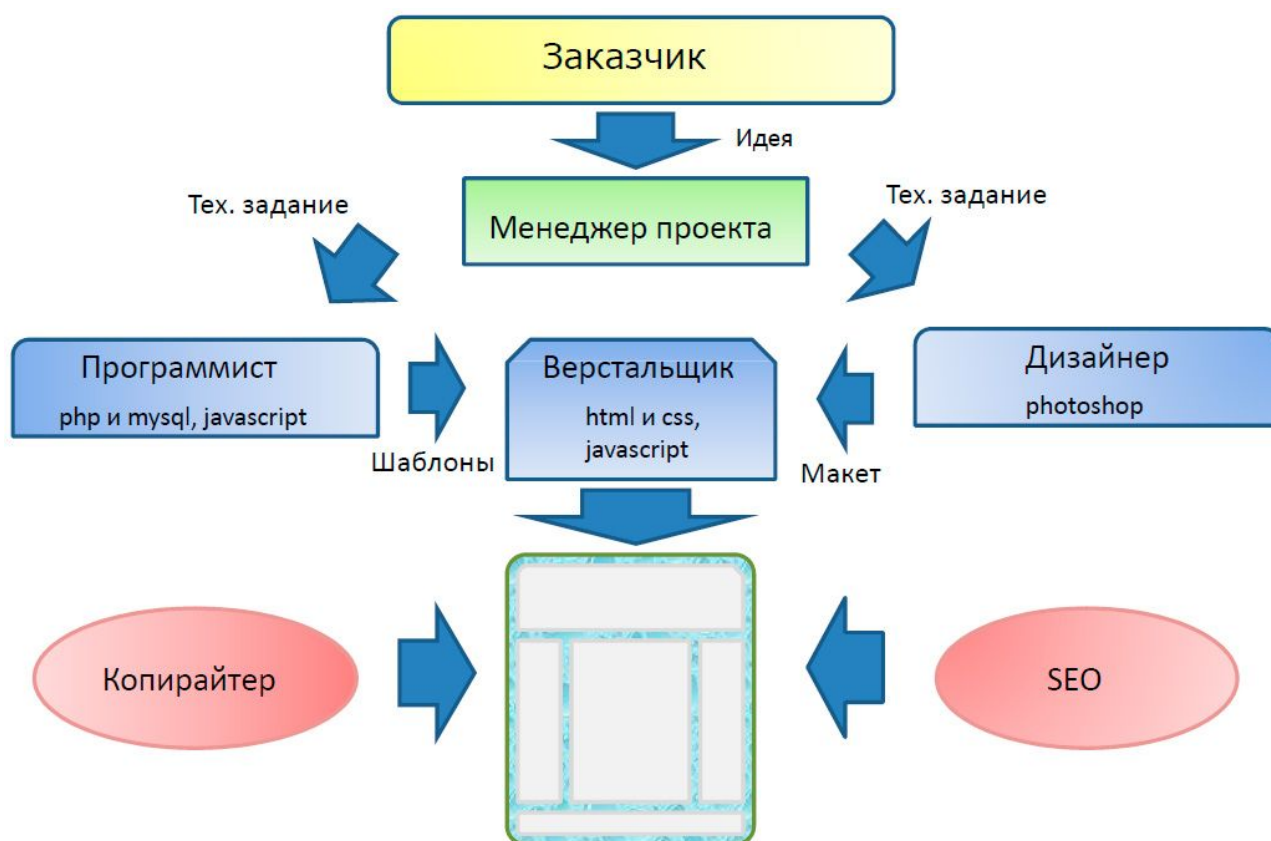 Заказчик
Идея
Тех. задание
Менеджер проекта
Тех. задание
Программист
php и mysql, javascript
Шаблоны
Верстальщик
html и css,
javascript
Дизайнер
photoshop
Макет
Копирайтер
SEO